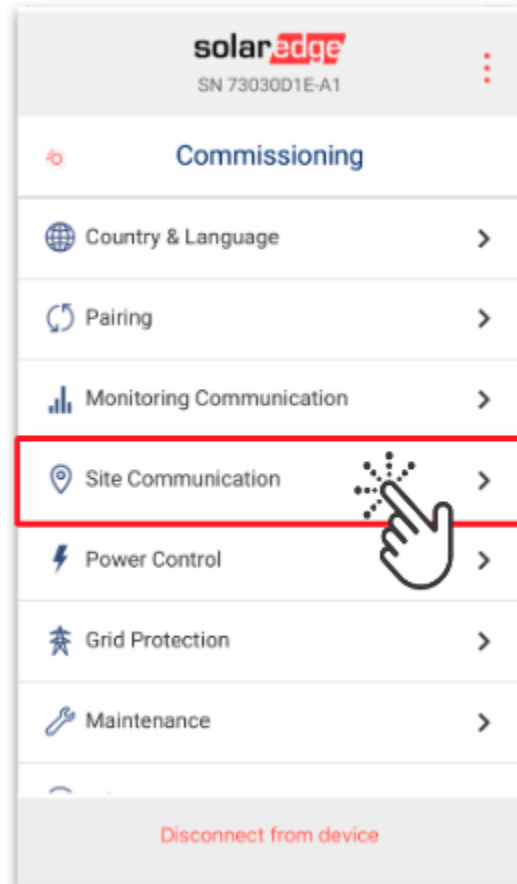 solaredge
SN 73030D1E-A1
Commissioning
Country & Language
Pairing
Monitoring Communication
Site Communication
Power Control
Grid Protection
Maintenance
Disconnect from device